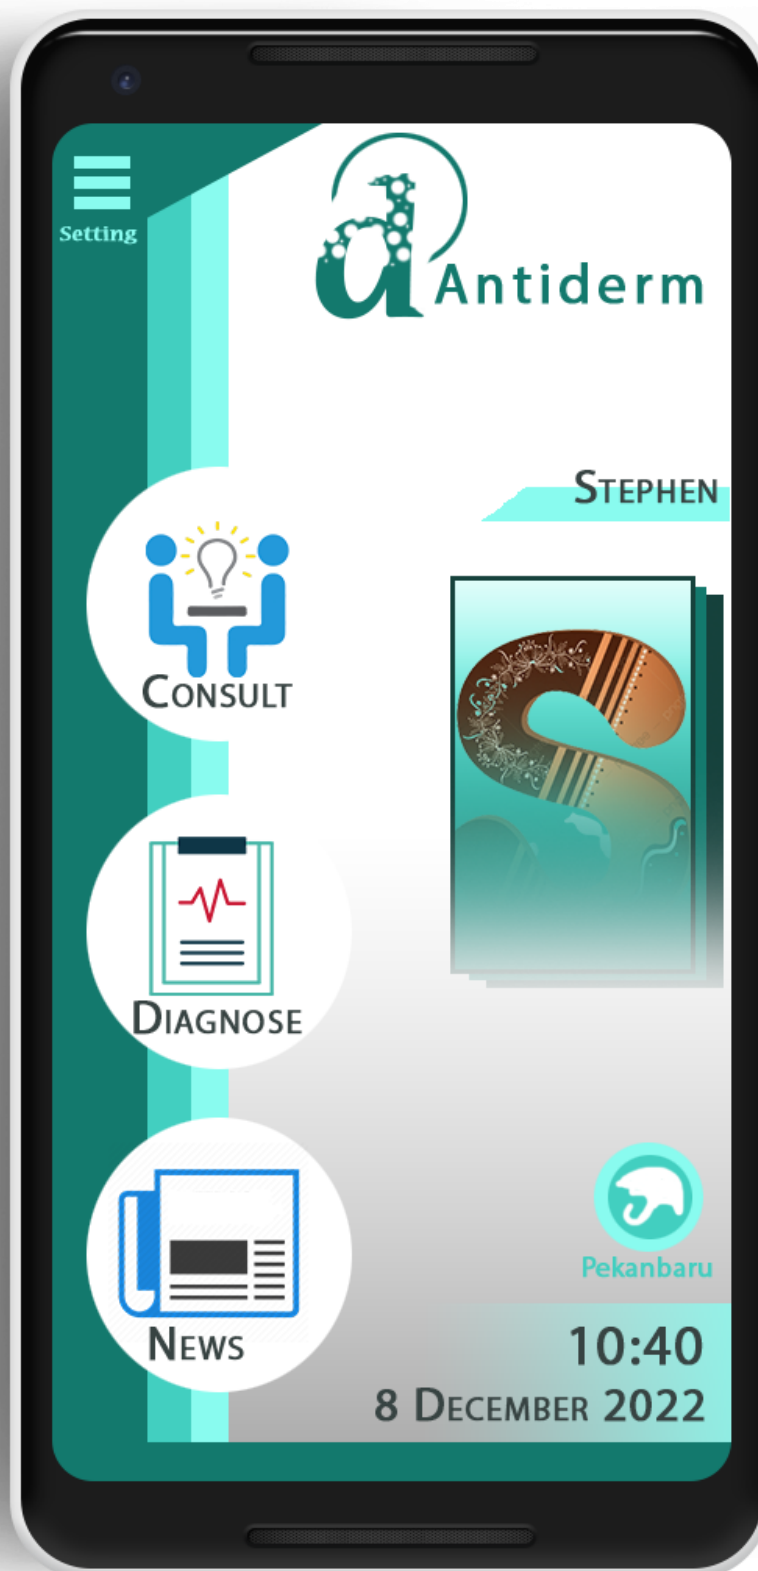 Setting
Antiderm
STEPHEN
CONSULT
DIAGNOSE
Pekanbaru
NEWS
10:40
8 DECEMBER 2022